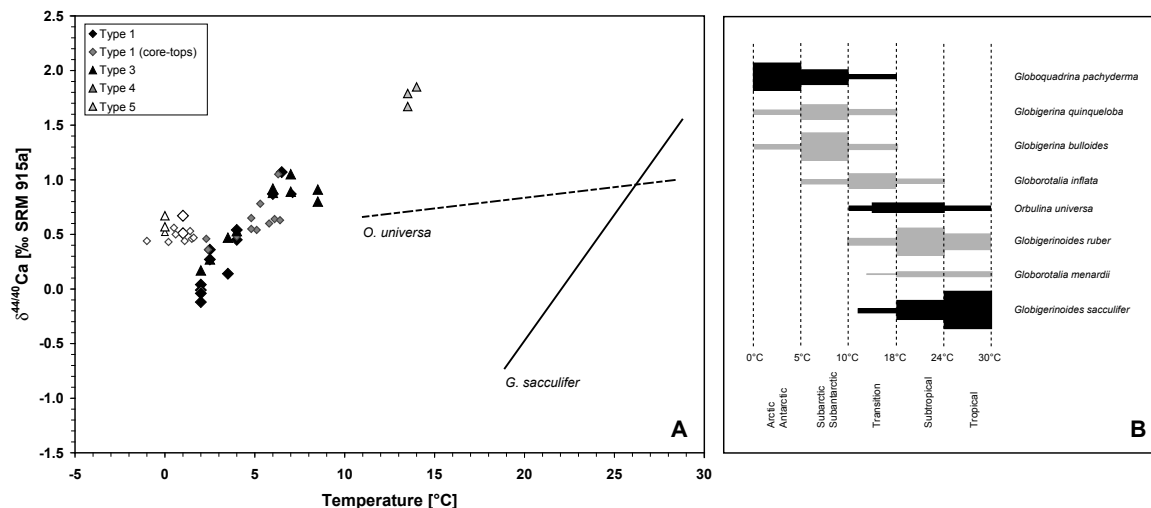 2.5
2.0
1.5
1.0
0.5
0.0
-0.5
-1.0
-1.5
δ44/40Ca [‰ SRM 915a]
Type 1
Type 1 (core-tops)
Type 3
Type 4
Type 5
O. universa
G. sacculifer
A
-5 0 5 10 15 20 25 30
Temperature [°C]
Globoquadrina pachyderma
Globigerina quinqueloba
Globigerina bulloides
Globorotalia inflata
Orbulina universa
Globigerinoides ruber
Globorotalia menardii
Globigerinoides sacculifer
0°C 5°C 10°C 18°C 24°C 30°C
Arctic
Antarctic
Subarctic
Subantarctic
Transition
Subtropical
Tropical
B